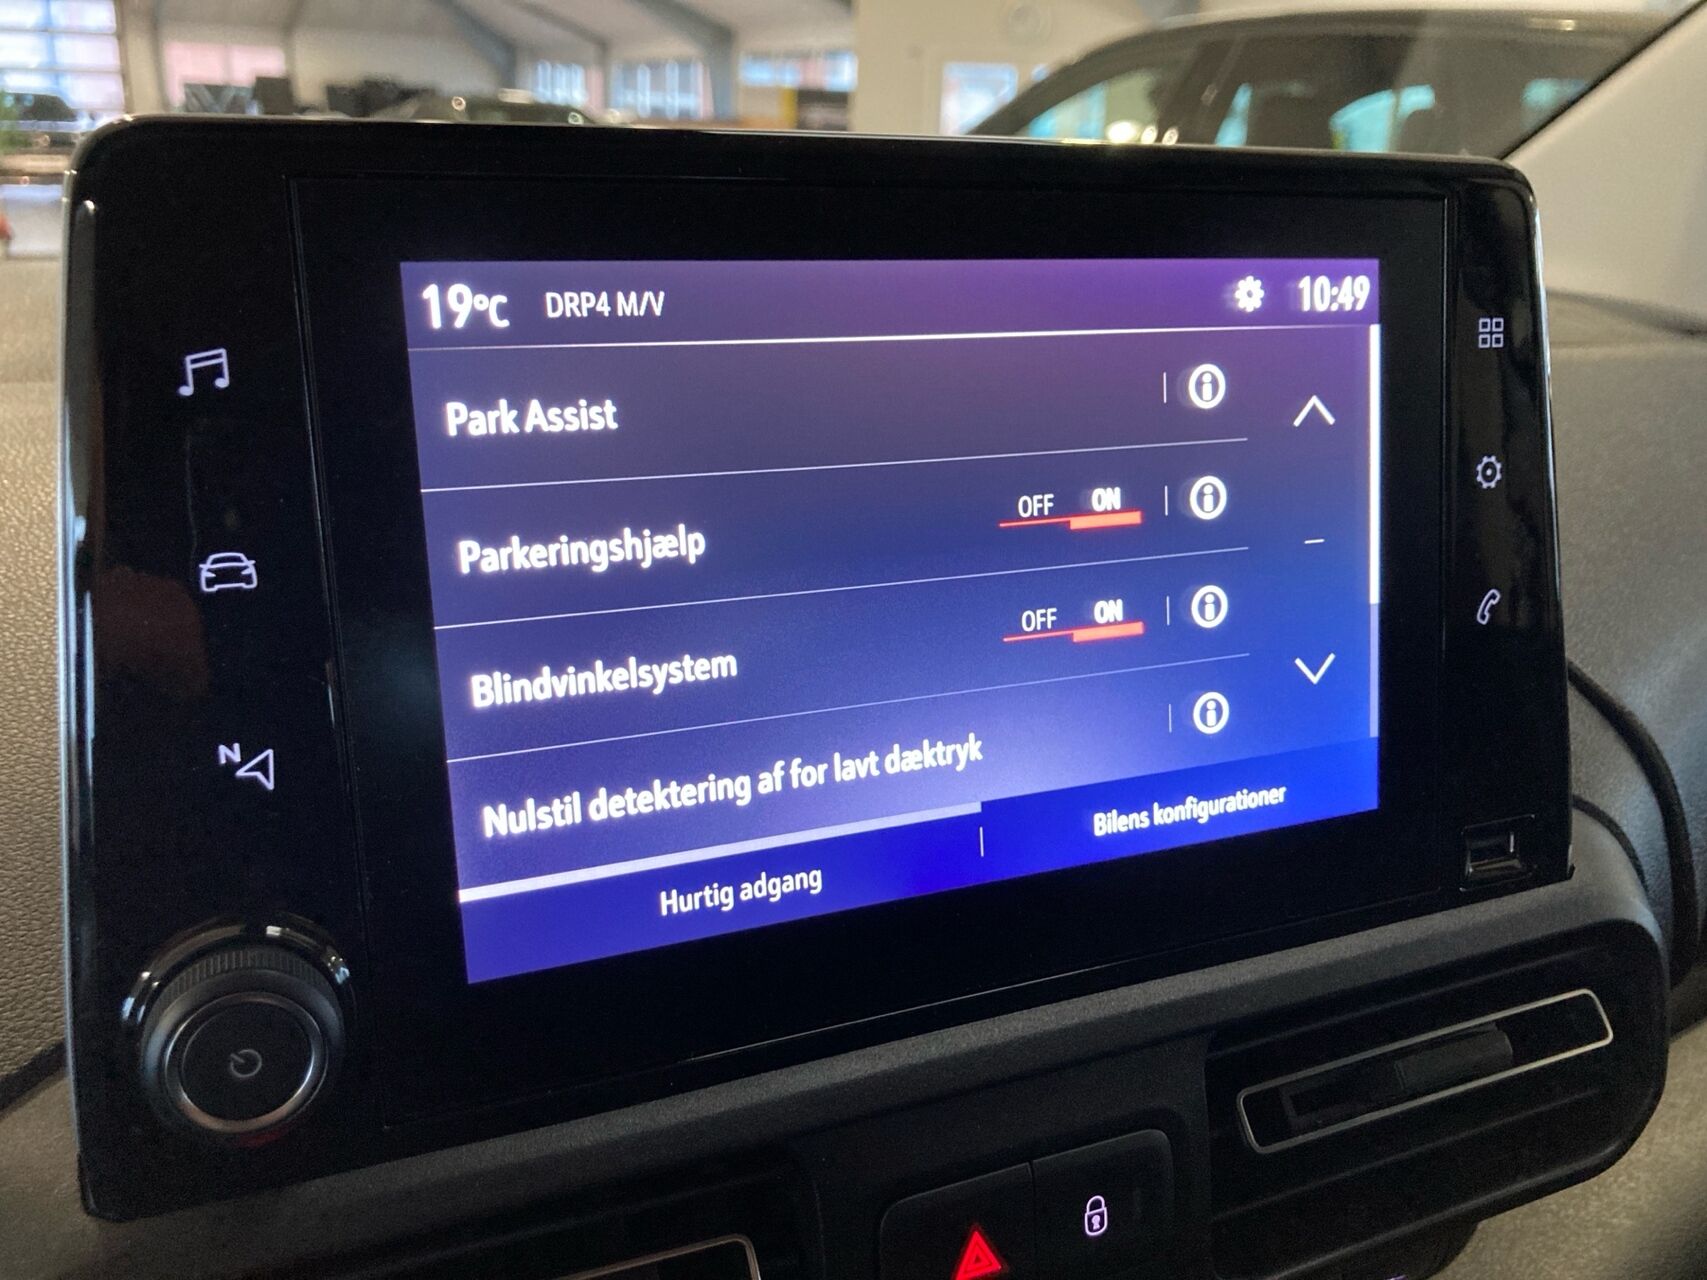 19°C DRP4 M/V 10:49
Park Assist
Parkeringshjælp OFF ON
Blindvinkelsystem OFF ON
Nulstil detektering af for lavt dæktryk
Hurtig adgang Bilens konfigurationer
N